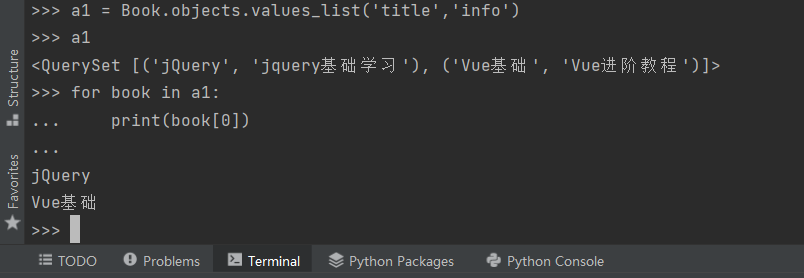 >>> a1 = Book.objects.values_list('title','info')
>>> a1
<QuerySet [('jQuery', 'jquery基础学习'), ('Vue基础', 'Vue进阶教程')]>
>>> for book in a1:
...     print(book[0])
...
jQuery
Vue基础
>>>
Structure
Favorites
TODO
Problems
Terminal
Python Packages
Python Console